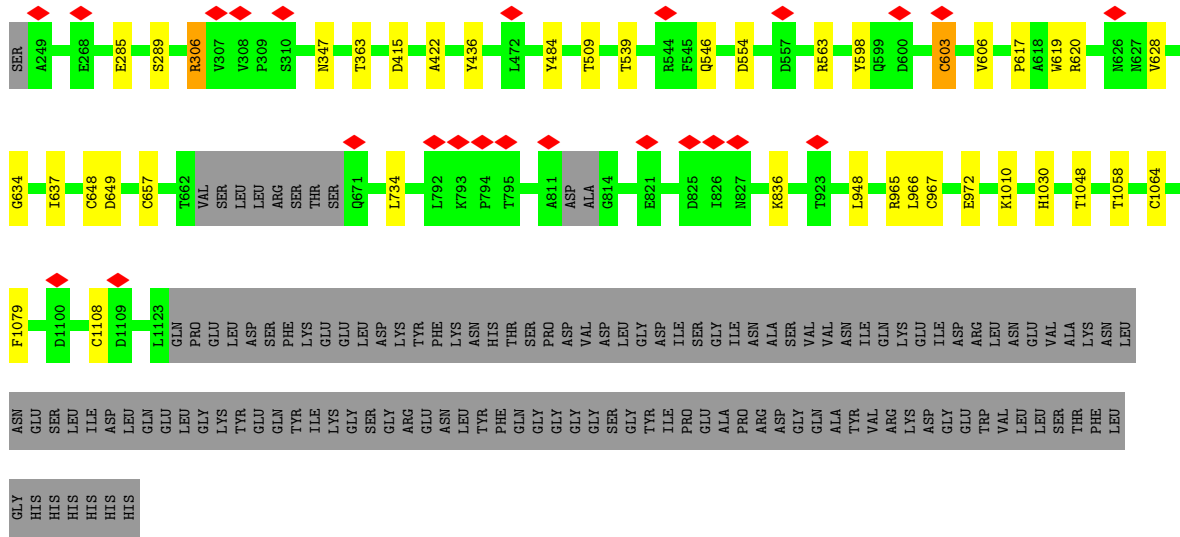 SER A249 E268 E285 S289 R306 V307 V308 P309 S310 N347 T363 D415 A422 Y436 L472 Y484 T509 T539 R544 F545 Q546 D554 D557 R563 Y598 Q599 D600 C603 V606 P617 A618 W619 R620 N626 N627 V628
G634 I637 C648 D649 C657 T662 VAL SER LEU LEU ARG SER THR SER Q671 L734 L792 K793 P794 T795 A811 ASP ALA G814 E821 D825 I826 N827 K836 T923 L948 R965 L966 C967 E972 K1010 H1030 T1048 T1058 C1064
F1079 D1100 C1108 D1109 L1123 GLN PRO GLU LEU ASP SER PHE LYS GLU GLU LEU ASP LYS TYR PHE LYS ASN HIS THR SER PRO ASP VAL ASP LEU GLY ASP ILE SER GLY ILE ASN ALA SER VAL VAL ASN ILE GLN LYS GLU ILE ASP ARG LEU ASN GLU VAL ALA LYS ASN LEU
ASN GLU SER LEU ILE ASP LEU GLN GLU LEU GLY LYS TYR GLU GLN TYR ILE LYS GLY SER GLY ARG GLU ASN LEU TYR PHE GLN GLY GLY GLY GLY SER GLY TYR ILE PRO GLU ALA PRO ARG ASP GLY GLN ALA TYR VAL ARG LYS ASP GLY GLU TRP VAL LEU LEU SER THR PHE LEU
GLY HIS HIS HIS HIS HIS HIS